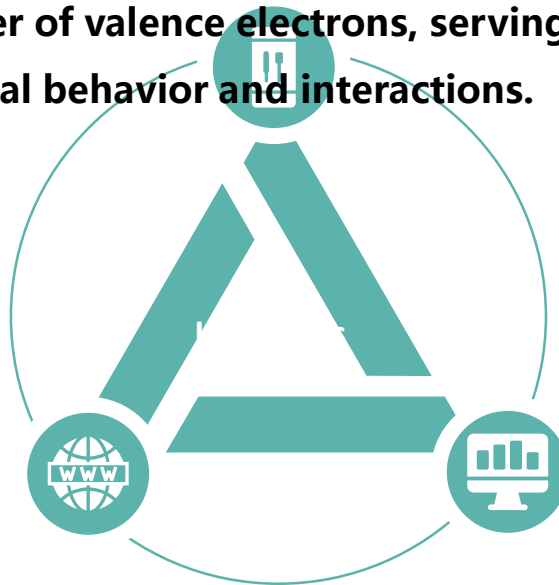 er of valence electrons, serving
al behavior and interactions.
WWW